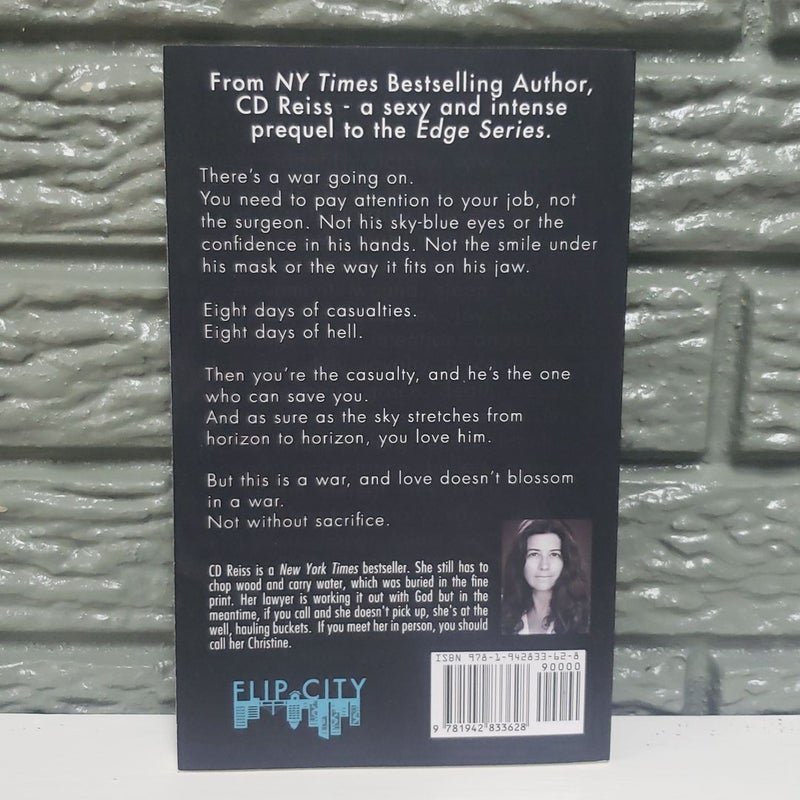 From NY Times Bestselling Author,
CD Reiss - a sexy and intense
prequel to the Edge Series.
There's a war going on.
You need to pay attention to your job, not
the surgeon. Not his sky-blue eyes or the
confidence in his hands. Not the smile under
his mask or the way it fits on his jaw.
Eight days of casualties.
Eight days of hell.
Then you're the casualty, and he's the one
who can save you.
And as sure as the sky stretches from
horizon to horizon, you love him.
But this is a war, and love doesn't blossom
in a war.
Not without sacrifice.
CD Reiss is a New York Times bestseller. She still has to
chop wood and carry water, which was buried in the fine
print. Her lawyer is working it out with God but in the
meantime, if you call and she doesn't pick up, she's at the
well, hauling buckets. If you meet her in person, you should
call her Christine.
FLIP CITY
ISBN 978-1-942833-62-8
90000
9 781942 833628